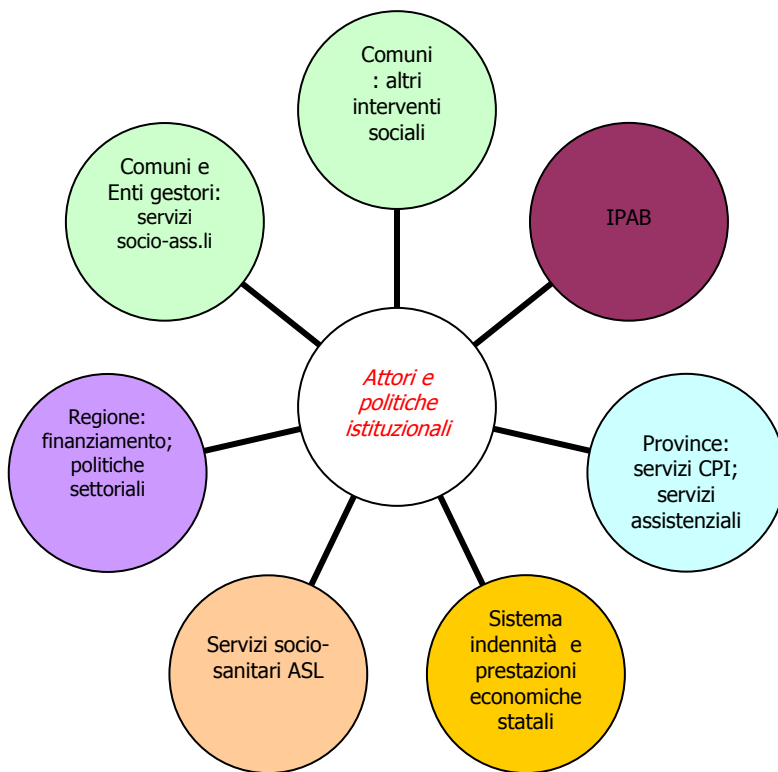 Comuni
: altri
interventi
sociali
Comuni e
Enti gestori:
servizi
socio-ass.li
IPAB
Attori e
politiche
istituzionali
Regione:
finanziamento;
politiche
settoriali
Province:
servizi CPI;
servizi
assistenziali
Servizi socio-
sanitari ASL
Sistema
indennità e
prestazioni
economiche
statali